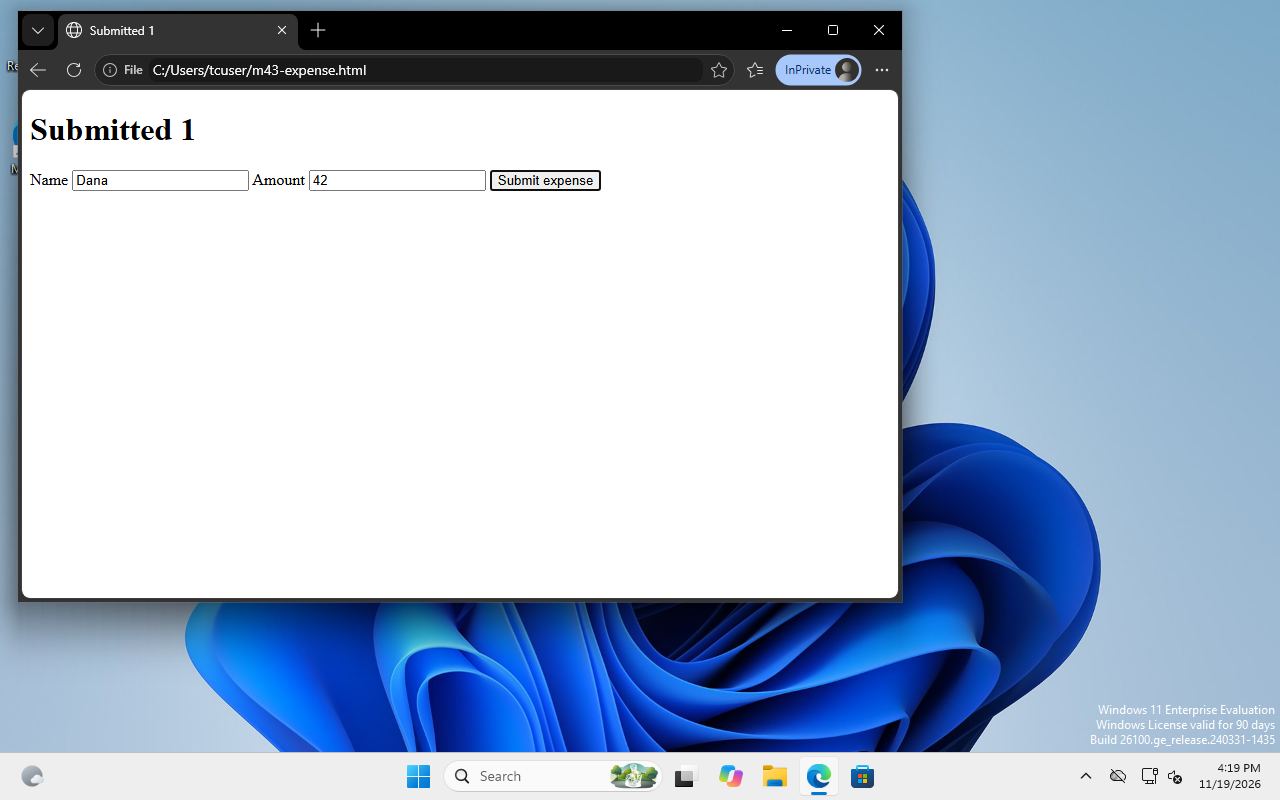 Submitted 1
File C:/Users/tcuser/m43-expense.html InPrivate
Submitted 1
Name Dana Amount 42 Submit expense
Windows 11 Enterprise Evaluation
Windows License valid for 90 days
Build 26100.ge_release.240331-1435
Search
4:19 PM
11/19/2026